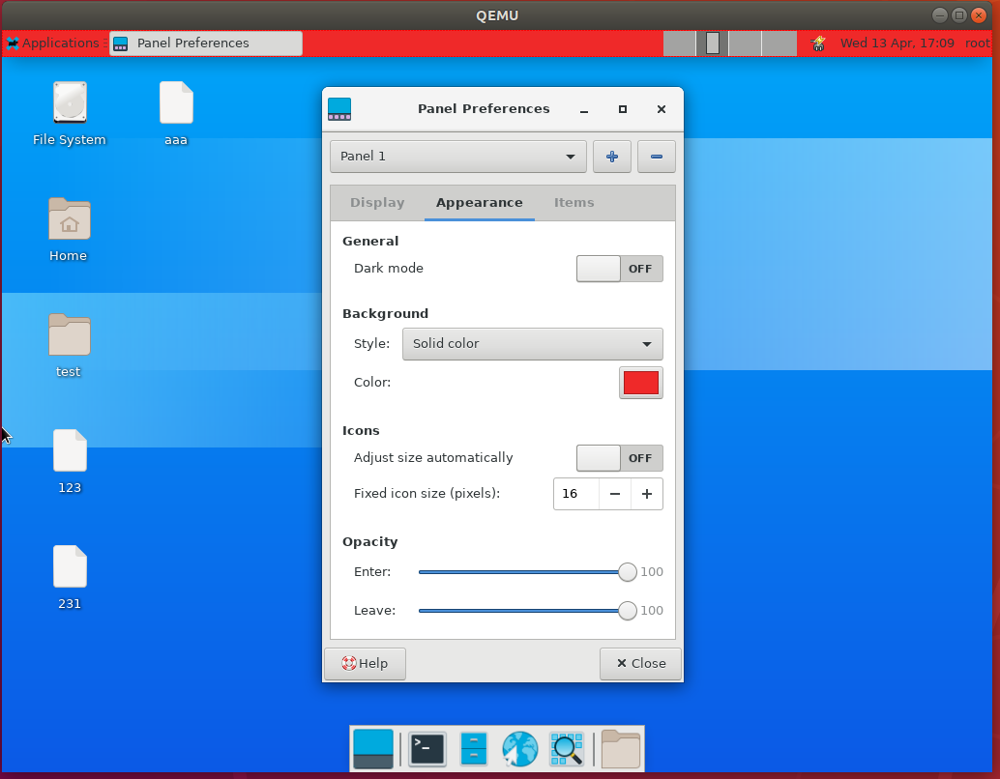 QEMU
Applications
Panel Preferences
Wed 13 Apr, 17:09
root
File System
aaa
Home
test
123
231
Panel Preferences
Panel 1
Display
Appearance
Items
General
Dark mode
OFF
Background
Style:
Solid color
Color:
Icons
Adjust size automatically
OFF
Fixed icon size (pixels):
16
Opacity
Enter:
100
Leave:
100
Help
Close